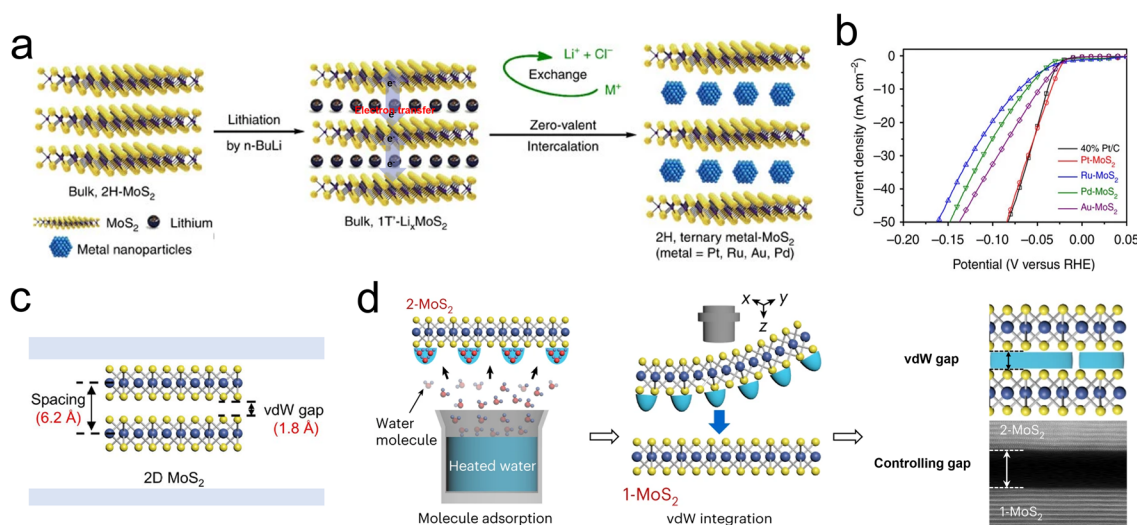 a
Lithiation
by n-BuLi
Bulk, 2H-MoS2
MoS2
Lithium
Metal nanoparticles
e-
Electron transfer
e-
e-
e-
Bulk, 1T'-LixMoS2
Li+ + Cl−
Exchange
M+
Zero-valent
Intercalation
2H, ternary metal-MoS2
(metal = Pt, Ru, Au, Pd)
b
Current density (mA cm−2)
0
−10
−20
−30
−40
−50
40% Pt/C
Pt-MoS2
Ru-MoS2
Pd-MoS2
Au-MoS2
−0.20
−0.15
−0.10
−0.05
0.00
0.05
Potential (V versus RHE)
c
Spacing
(6.2 Å)
vdW gap
(1.8 Å)
2D MoS2
d
2-MoS2
Water
molecule
Heated water
Molecule adsorption
x
y
z
1-MoS2
vdW integration
vdW gap
Controlling gap
2-MoS2
1-MoS2